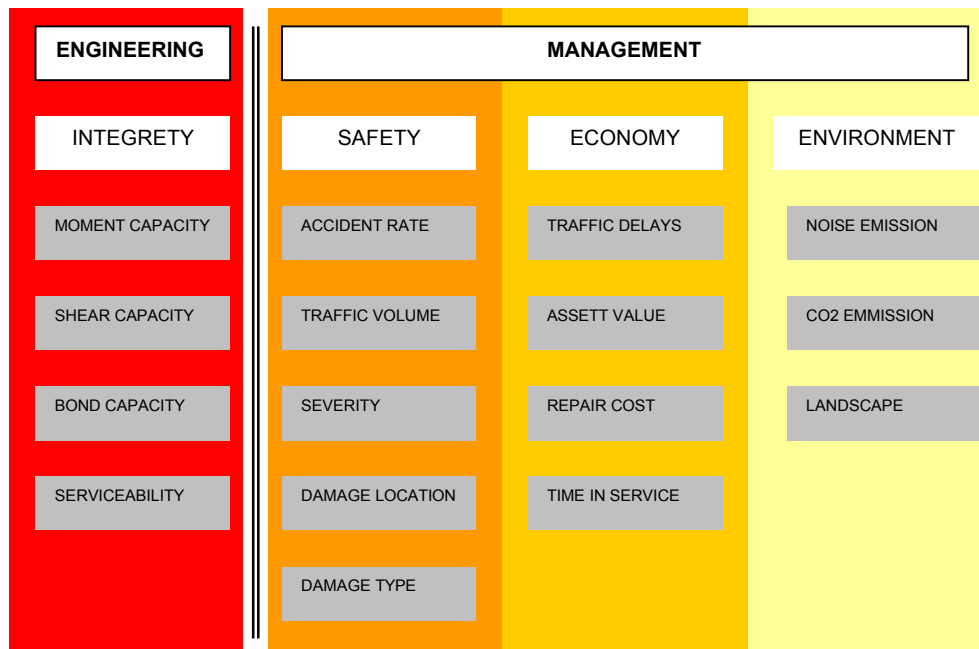 ENGINEERING
MANAGEMENT
INTEGRETY
SAFETY
ECONOMY
ENVIRONMENT
MOMENT CAPACITY
ACCIDENT RATE
TRAFFIC DELAYS
NOISE EMISSION
SHEAR CAPACITY
TRAFFIC VOLUME
ASSETT VALUE
CO2 EMMISSION
BOND CAPACITY
SEVERITY
REPAIR COST
LANDSCAPE
SERVICEABILITY
DAMAGE LOCATION
TIME IN SERVICE
DAMAGE TYPE